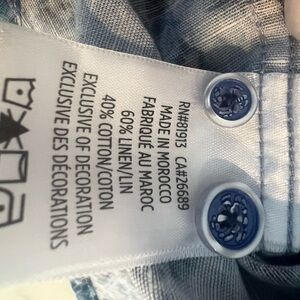 RN#81913 CA#26689
MADE IN MOROCCO
FABRIQUÉ AU MAROC
60% LINEN/LIN
40% COTTON/COTON
EXCLUSIVE OF DECORATION
EXCLUSIVE DES DÉCORATIONS